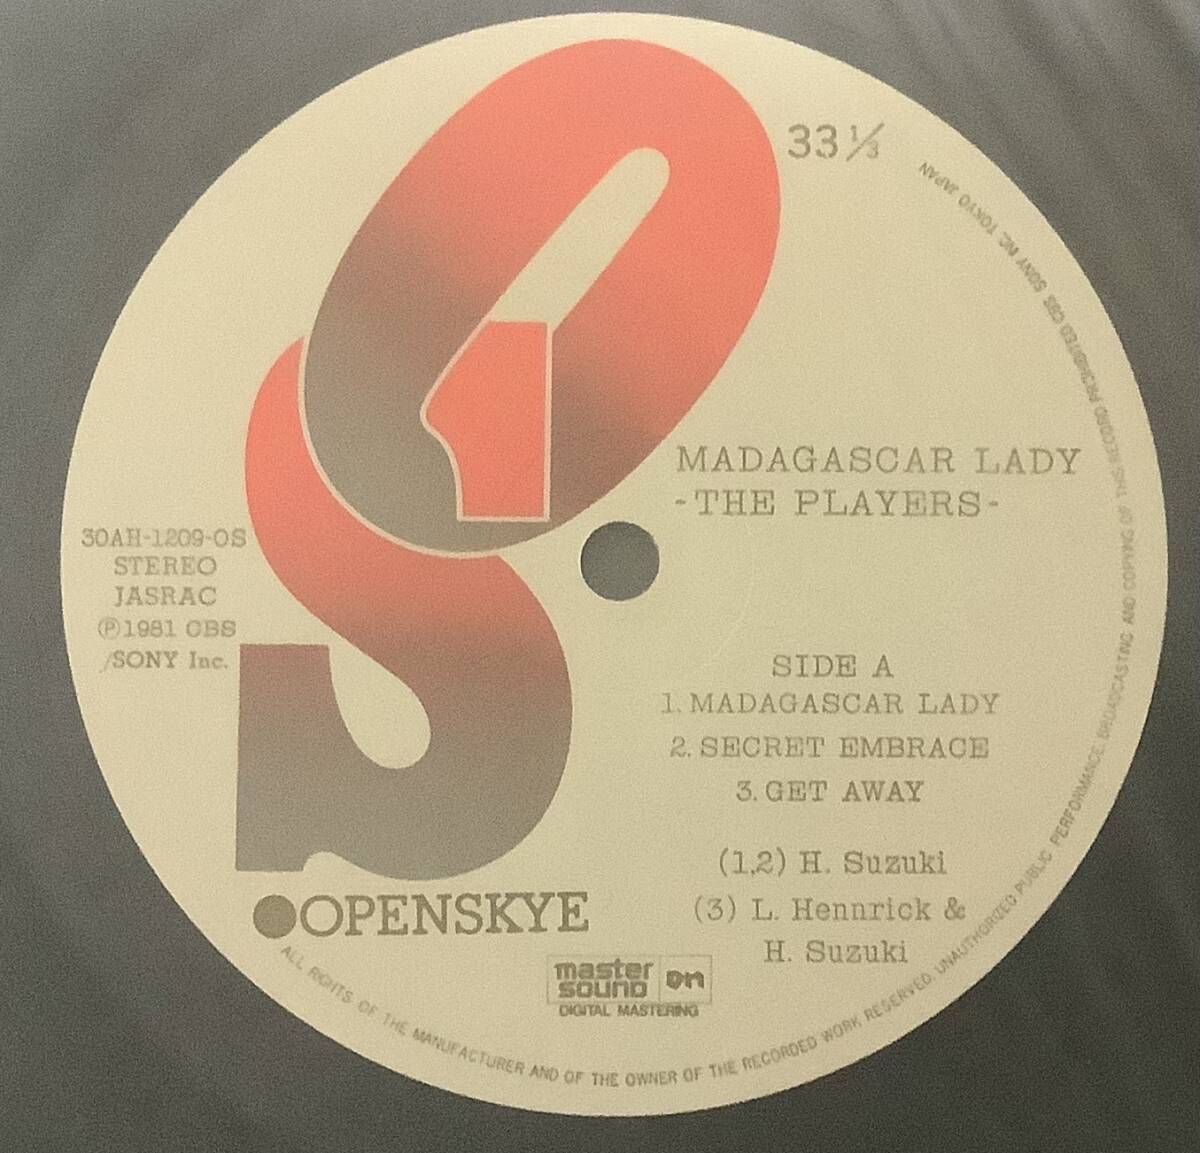 33 1/3
MADAGASCAR LADY
-THE PLAYERS-
30AH-1209-OS
STEREO
JASRAC
Ⓟ1981 CBS
/SONY Inc.
SIDE A
1. MADAGASCAR LADY
2. SECRET EMBRACE
3. GET AWAY
(1,2) H. Suzuki
(3) L. Hennrick &
H. Suzuki
●OPENSKYE
master
sound
DIGITAL MASTERING
ALL RIGHTS OF THE MANUFACTURER AND OF THE OWNER OF THE RECORDED WORK RESERVED. UNAUTHORIZED PUBLIC PERFORMANCE, BROADCASTING AND COPYING OF THIS RECORD PROHIBITED CBS SONY INC. TOKYO JAPAN